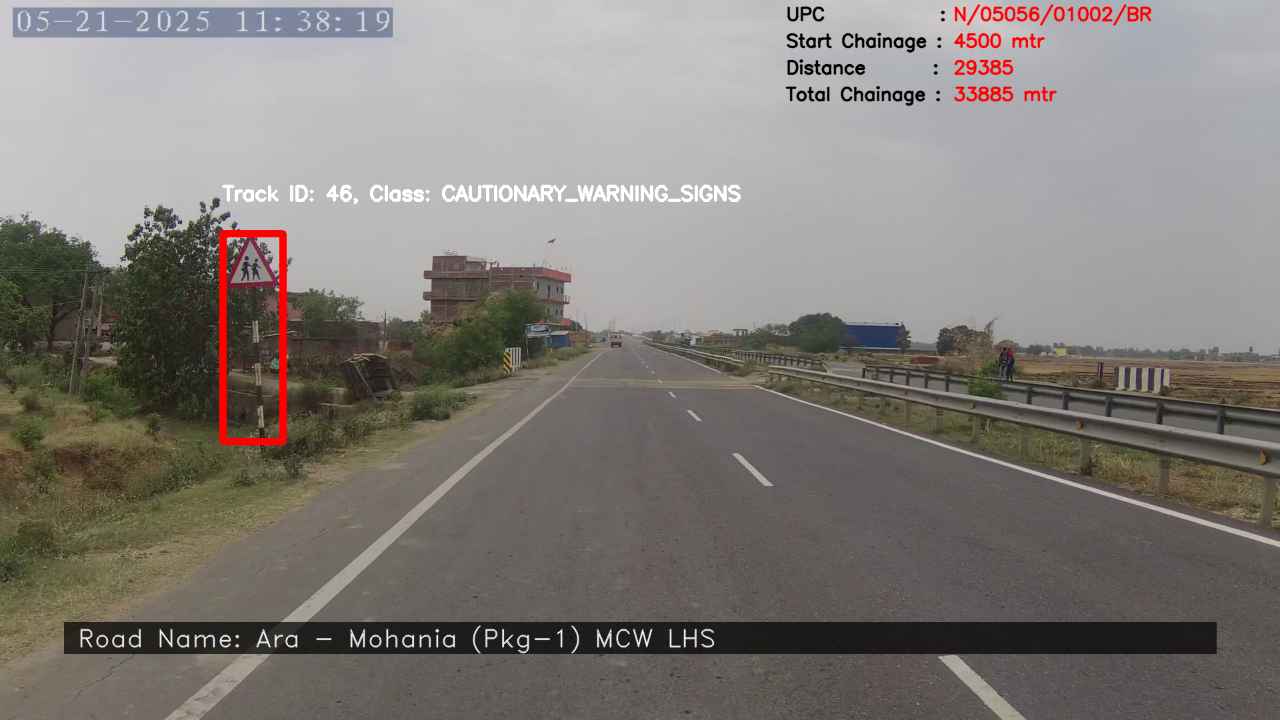 05-21-2025 11:38:19
UPC : N/05056/01002/BR
Start Chainage : 4500 mtr
Distance : 29385
Total Chainage : 33885 mtr
Track ID: 46, Class: CAUTIONARY_WARNING_SIGNS
Road Name: Ara - Mohania (Pkg-1) MCW LHS